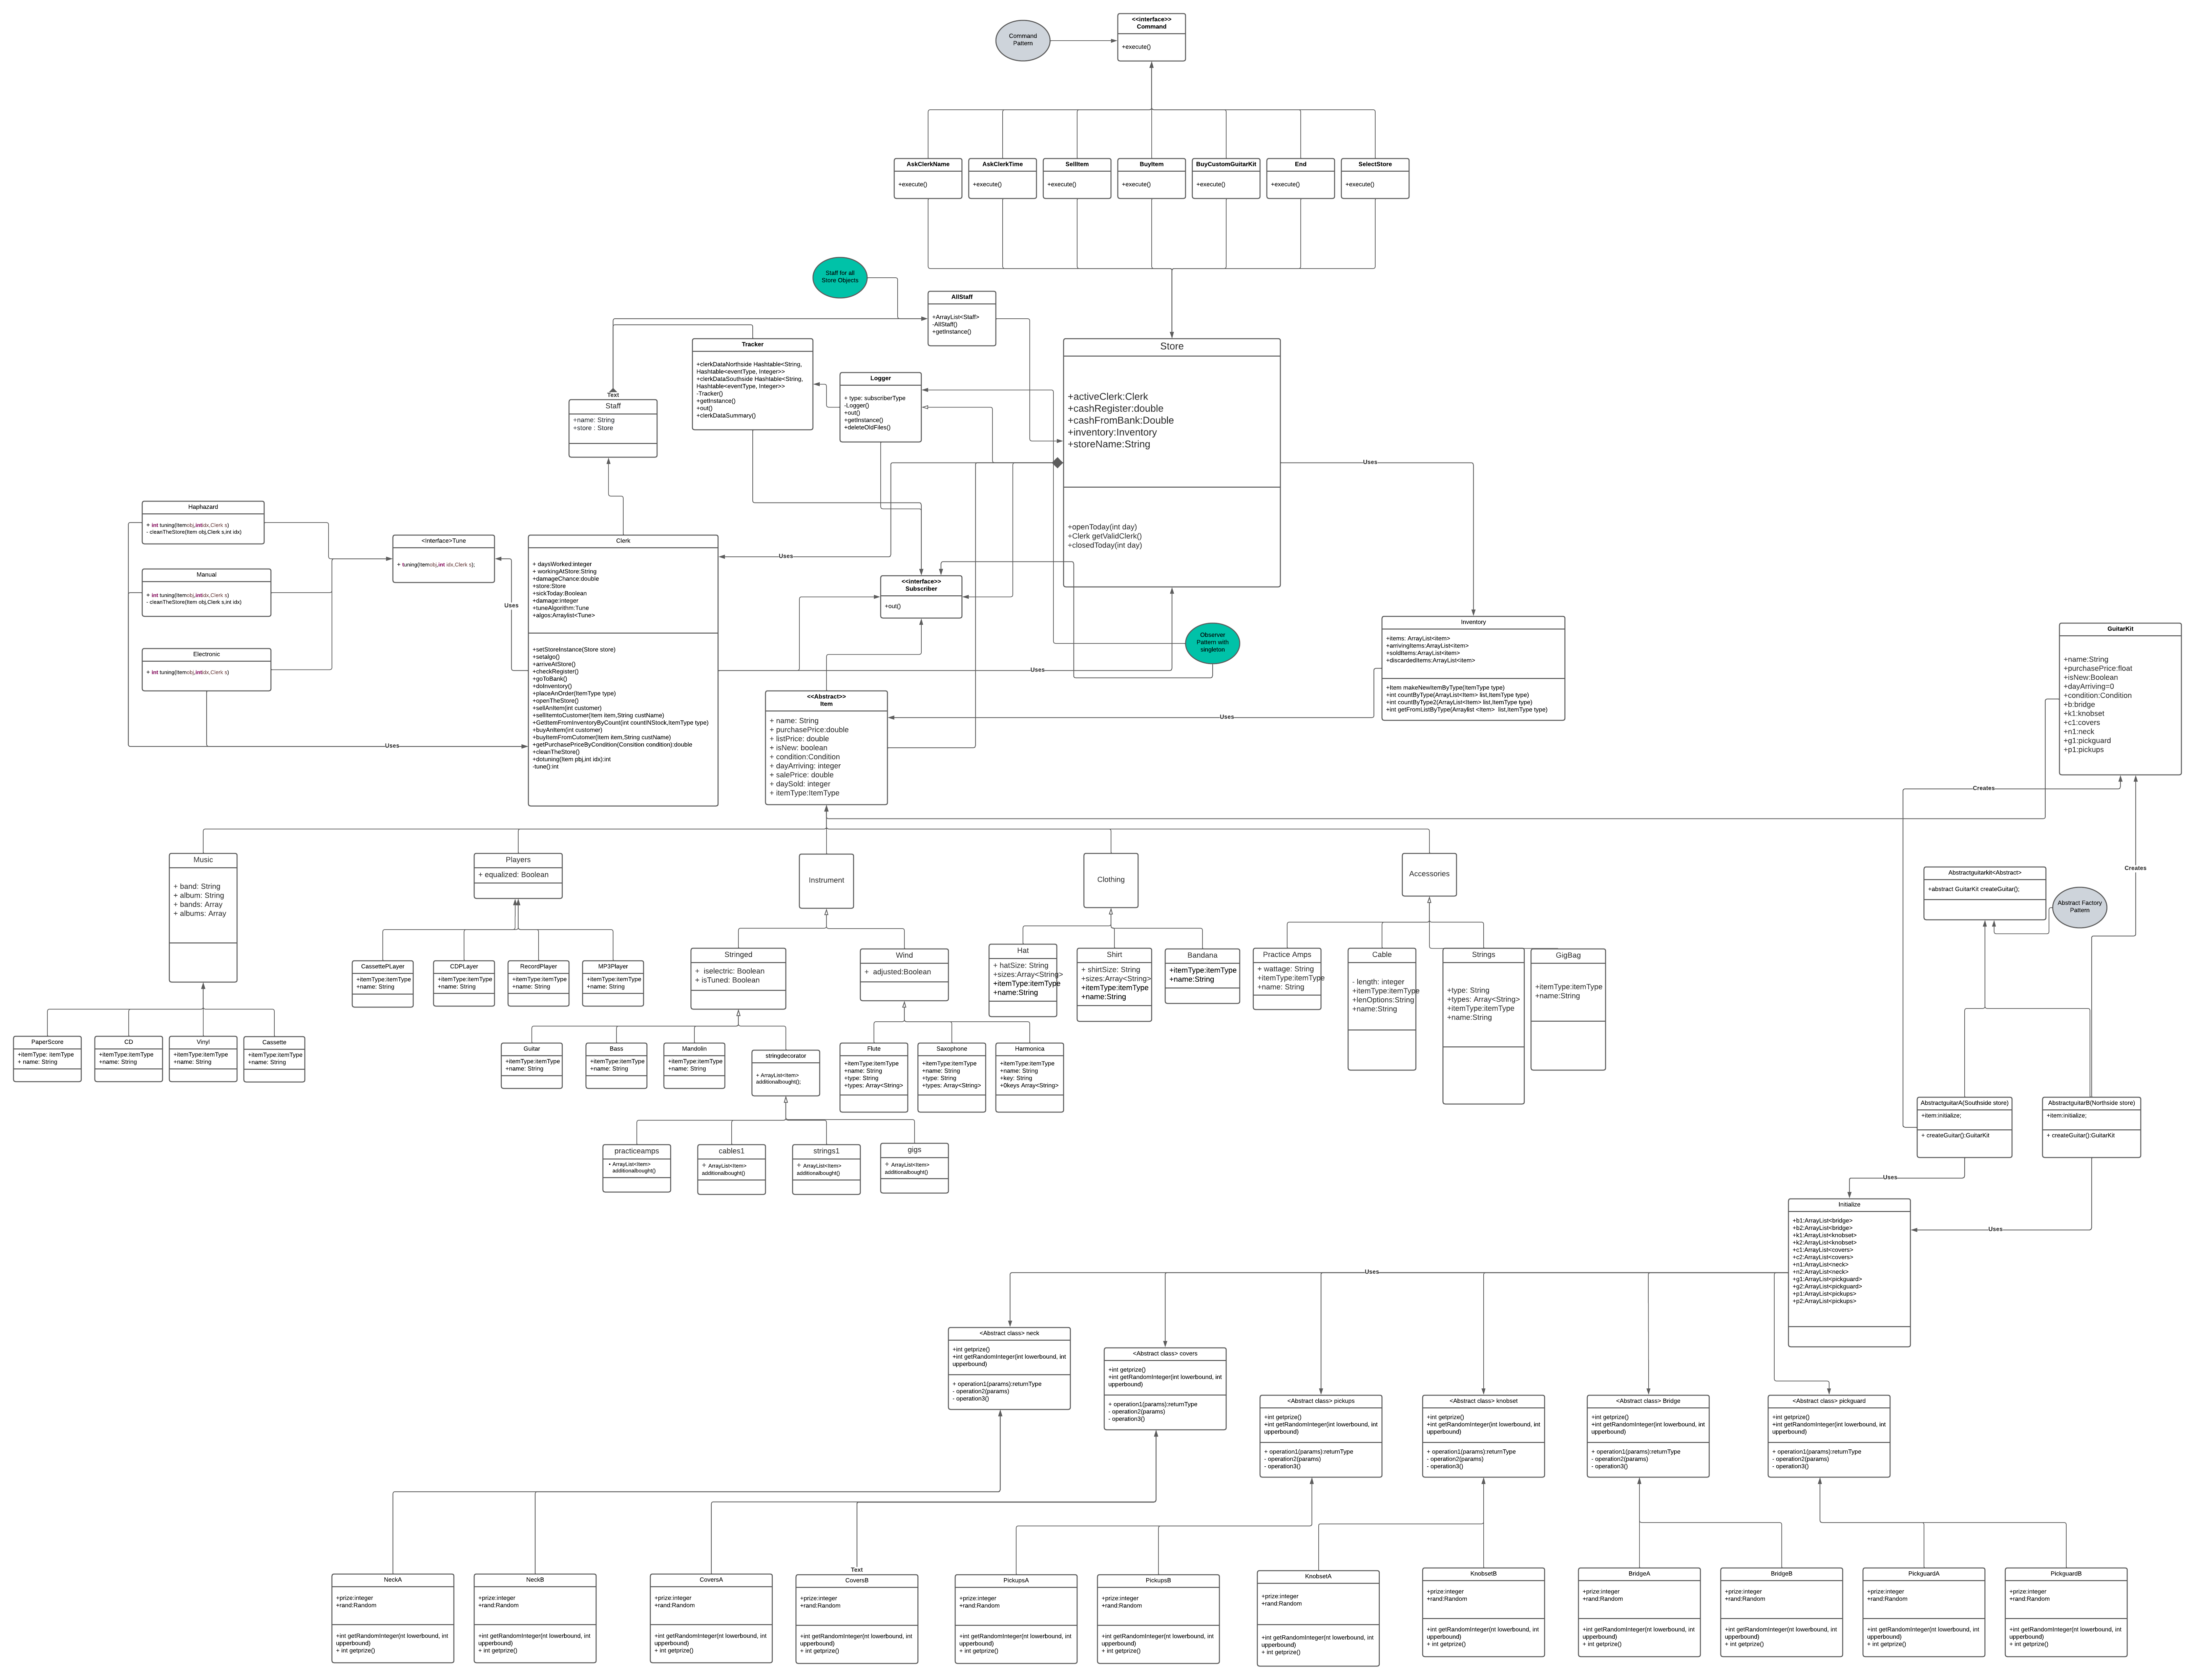 <<interface>>
Command
+execute()
Command
Pattern
AskClerkName
+execute()
AskClerkTime
+execute()
SellItem
+execute()
BuyItem
+execute()
BuyCustomGuitarKit
+execute()
End
+execute()
SelectStore
+execute()
Staff for all
Store Objects
AllStaff
+ArrayList<Staff>
-AllStaff()
+getInstance()
Tracker
+clerkDataNorthside Hashtable<String,
Hashtable<eventType, Integer>>
+clerkDataSouthside Hashtable<String,
Hashtable<eventType, Integer>>
-Tracker()
+getInstance()
+out()
+clerkDataSummary()
Logger
+ type: subscriberType
-Logger()
+out()
+getInstance()
+deleteOldFiles()
Store
+activeClerk:Clerk
+cashRegister:double
+cashFromBank:Double
+inventory:Inventory
+storeName:String
+openToday(int day)
+Clerk getValidClerk()
+closedToday(int day)
Text
Staff
+name: String
+store : Store
Uses
Haphazard
+ int tuning(Itemobj,intidx,Clerk s)
- cleanTheStore(Item obj,Clerk s,int idx)
Manual
+ int tuning(Itemobj,intidx,Clerk s)
- cleanTheStore(Item obj,Clerk s,int idx)
Electronic
+ int tuning(Itemobj,intidx,Clerk s)
<Interface>Tune
+ tuning(Itemobj,int idx,Clerk s);
Uses
Uses
Clerk
+ daysWorked:integer
+ workingAtStore:String
+damageChance:double
+store:Store
+sickToday:Boolean
+damage:integer
+tuneAlgorithm:Tune
+algos:Arraylist<Tune>
+setStoreInstance(Store store)
+setalgo()
+arriveAtStore()
+checkRegister()
+goToBank()
+doInventory()
+placeAnOrder(ItemType type)
+openTheStore()
+sellAnItem(int customer)
+sellItemtoCustomer(Item item,String custName)
+GetItemFromInventoryByCount(int countINStock,ItemType type)
+buyAnItem(int customer)
+buyItemFromCutomer(Item item,String custName)
+getPurchasePriceByCondition(Consition condition):double
+cleanTheStore()
+dotuning(Item pbj,int idx):int
-tune():int
Uses
Uses
<<interface>>
Subscriber
+out()
Observer
Pattern with
singleton
Inventory
+items: ArrayList<item>
+arrivingItems:ArrayList<item>
+soldItems:ArrayList<item>
+discardedItems:ArrayList<item>
+Item makeNewItemByType(ItemType type)
+int countByType(ArrayList<Item> list,ItemType type)
+int countByType2(ArrayList<Item> list,ItemType type)
+int getFromListByType(Arraylist <Item>  list,ItemType type)
Uses
<<Abstract>>
Item
+ name: String
+ purchasePrice:double
+ listPrice: double
+ isNew: boolean
+ condition:Condition
+ dayArriving: integer
+ salePrice: double
+ daySold: integer
+ itemType:ItemType
GuitarKit
+name:String
+purchasePrice:float
+isNew:Boolean
+dayArriving=0
+condition:Condition
+b:bridge
+k1:knobset
+c1:covers
+n1:neck
+g1:pickguard
+p1:pickups
Creates
Creates
Music
+ band: String
+ album: String
+ bands: Array
+ albums: Array
Players
+ equalized: Boolean
Instrument
Clothing
Accessories
Abstractguitarkit<Abstract>
+abstract GuitarKit createGuitar();
Abstract Factory
Pattern
CassettePLayer
+itemType:itemType
+name: String
CDPLayer
+itemType:itemType
+name: String
RecordPlayer
+itemType:itemType
+name: String
MP3Player
+itemType:itemType
+name: String
Stringed
+  iselectric: Boolean
+ isTuned: Boolean
Wind
+  adjusted:Boolean
Hat
+ hatSize: String
+sizes:Array<String>
+itemType:itemType
+name:String
Shirt
+ shirtSize: String
+sizes:Array<String>
+itemType:itemType
+name:String
Bandana
+itemType:itemType
+name:String
Practice Amps
+ wattage: String
+itemType:itemType
+name: String
Cable
- length: integer
+itemType:itemType
+lenOptions:String
+name:String
Strings
+type: String
+types: Array<String>
+itemType:itemType
+name:String
GigBag
+itemType:itemType
+name:String
PaperScore
+itemType: itemType
+ name: String
CD
+itemType:itemType
+name: String
Vinyl
+itemType:itemType
+name: String
Cassette
+itemType:itemType
+name: String
Guitar
+itemType:itemType
+name: String
Bass
+itemType:itemType
+name: String
Mandolin
+itemType:itemType
+name: String
stringdecorator
+ ArrayList<Item>
additionalbought();
Flute
+itemType:itemType
+name: String
+type: String
+types: Array<String>
Saxophone
+itemType:itemType
+name: String
+type: String
+types: Array<String>
Harmonica
+itemType:itemType
+name: String
+key: String
+0keys Array<String>
practiceamps
+ ArrayList<Item>
additionalbought()
cables1
+ ArrayList<Item>
additionalbought()
strings1
+ ArrayList<Item>
additionalbought()
gigs
+ ArrayList<Item>
additionalbought()
AbstractguitarA(Southside store)
+item:initialize;
+ createGuitar():GuitarKit
AbstractguitarB(Northside store)
+item:initialize;
+ createGuitar():GuitarKit
Uses
Uses
Initialize
+b1:ArrayList<bridge>
+b2:ArrayList<bridge>
+k1:ArrayList<knobset>
+k2:ArrayList<knobset>
+c1:ArrayList<covers>
+c2:ArrayList<covers>
+n1:ArrayList<neck>
+n2:ArrayList<neck>
+g1:ArrayList<pickguard>
+g2:ArrayList<pickguard>
+p1:ArrayList<pickups>
+p2:ArrayList<pickups>
Uses
<Abstract class> neck
+int getprize()
+int getRandomInteger(int lowerbound, int
upperbound)
+ operation1(params):returnType
- operation2(params)
- operation3()
<Abstract class> covers
+int getprize()
+int getRandomInteger(int lowerbound, int
upperbound)
+ operation1(params):returnType
- operation2(params)
- operation3()
<Abstract class> pickups
+int getprize()
+int getRandomInteger(int lowerbound, int
upperbound)
+ operation1(params):returnType
- operation2(params)
- operation3()
<Abstract class> knobset
+int getprize()
+int getRandomInteger(int lowerbound, int
upperbound)
+ operation1(params):returnType
- operation2(params)
- operation3()
<Abstract class> Bridge
+int getprize()
+int getRandomInteger(int lowerbound, int
upperbound)
+ operation1(params):returnType
- operation2(params)
- operation3()
<Abstract class> pickguard
+int getprize()
+int getRandomInteger(int lowerbound, int
upperbound)
+ operation1(params):returnType
- operation2(params)
- operation3()
NeckA
+prize:integer
+rand:Random
+int getRandomInteger(nt lowerbound, int
upperbound)
+ int getprize()
NeckB
+prize:integer
+rand:Random
+int getRandomInteger(nt lowerbound, int
upperbound)
+ int getprize()
CoversA
+prize:integer
+rand:Random
+int getRandomInteger(nt lowerbound, int
upperbound)
+ int getprize()
Text
CoversB
+prize:integer
+rand:Random
+int getRandomInteger(nt lowerbound, int
upperbound)
+ int getprize()
PickupsA
+prize:integer
+rand:Random
+int getRandomInteger(nt lowerbound, int
upperbound)
+ int getprize()
PickupsB
+prize:integer
+rand:Random
+int getRandomInteger(nt lowerbound, int
upperbound)
+ int getprize()
KnobsetA
+prize:integer
+rand:Random
+int getRandomInteger(nt lowerbound, int
upperbound)
+ int getprize()
KnobsetB
+prize:integer
+rand:Random
+int getRandomInteger(nt lowerbound, int
upperbound)
+ int getprize()
BridgeA
+prize:integer
+rand:Random
+int getRandomInteger(nt lowerbound, int
upperbound)
+ int getprize()
BridgeB
+prize:integer
+rand:Random
+int getRandomInteger(nt lowerbound, int
upperbound)
+ int getprize()
PickguardA
+prize:integer
+rand:Random
+int getRandomInteger(nt lowerbound, int
upperbound)
+ int getprize()
PickguardB
+prize:integer
+rand:Random
+int getRandomInteger(nt lowerbound, int
upperbound)
+ int getprize()